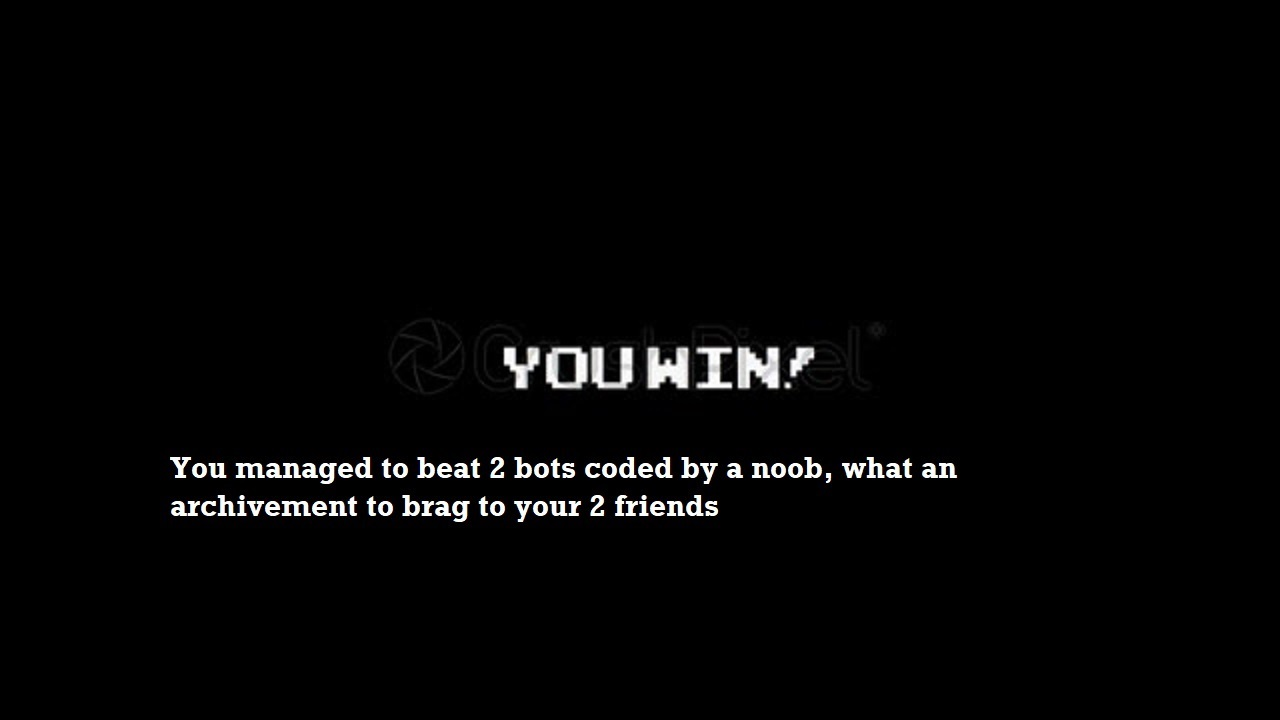 CrushPixel®
YOU WIN!
You managed to beat 2 bots coded by a noob, what an
archivement to brag to your 2 friends